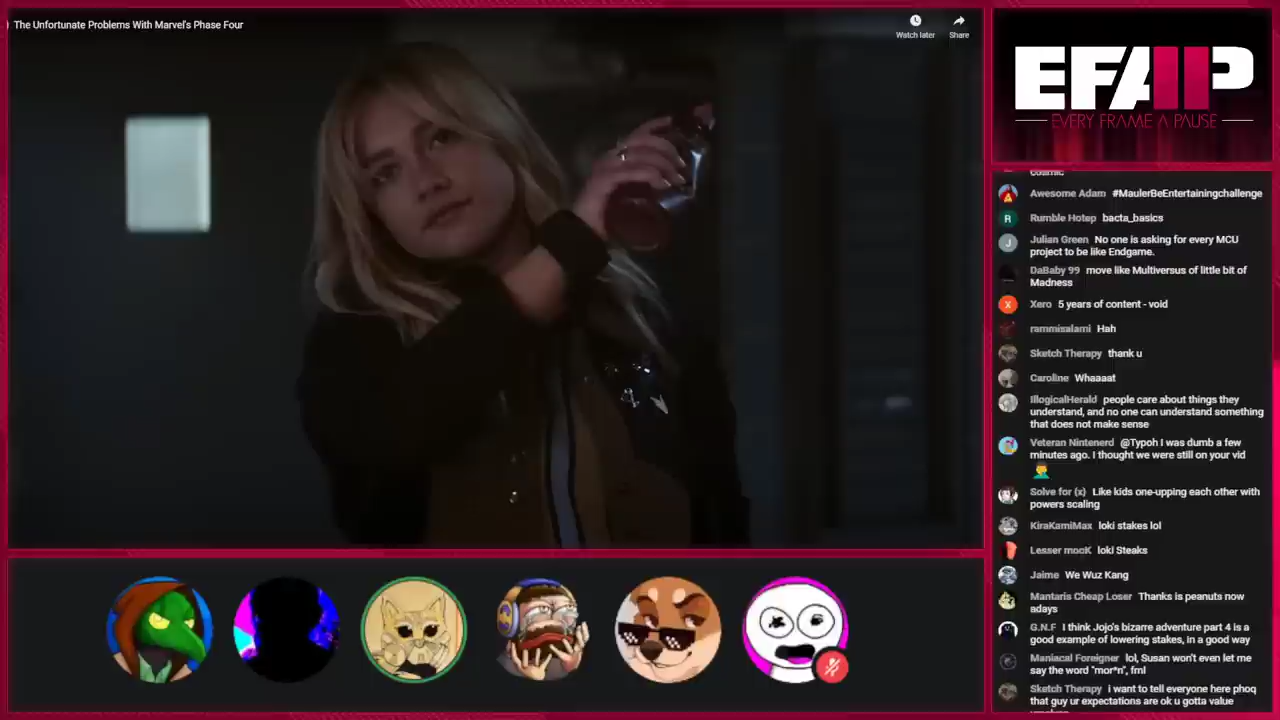 The Unfortunate Problems With Marvel's Phase Four
Watch later
Share
EFAP
EVERY FRAME A PAUSE
cosmic
Awesome Adam #MaulerBeEntertainingchallenge
Rumble Hotep bacta_basics
Julian Green No one is asking for every MCU
project to be like Endgame.
DaBaby 99 move like Multiversus of little bit of
Madness
Xero 5 years of content - void
rammisalami Hah
Sketch Therapy thank u
Caroline Whaaaat
IllogicalHerald people care about things they
understand, and no one can understand something
that does not make sense
Veteran Nintenerd @Typoh I was dumb a few
minutes ago. I thought we were still on your vid
Solve for {x} Like kids one-upping each other with
powers scaling
KiraKamiMax loki stakes lol
Lesser mocK loki Steaks
Jaime We Wuz Kang
Mantaris Cheap Loser Thanks is peanuts now
adays
G.N.F I think Jojo's bizarre adventure part 4 is a
good example of lowering stakes, in a good way
Maniacal Foreigner lol, Susan won't even let me
say the word "mor*n", fml
Sketch Therapy i want to tell everyone here phoq
that guy ur expectations are ok u gotta value